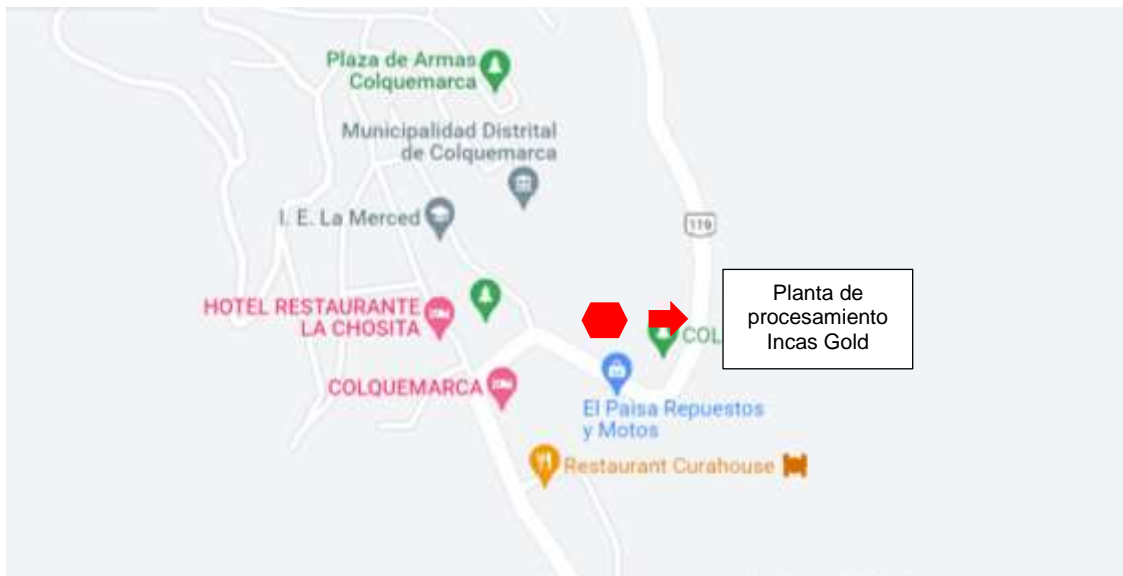 Plaza de Armas
Colquemarca
Municipalidad Distrital
de Colquemarca
I. E. La Merced
119
HOTEL RESTAURANTE
LA CHOSITA
Planta de
procesamiento
Incas Gold
COL
COLQUEMARCA
El Paisa Repuestos
y Motos
Restaurant Curahouse